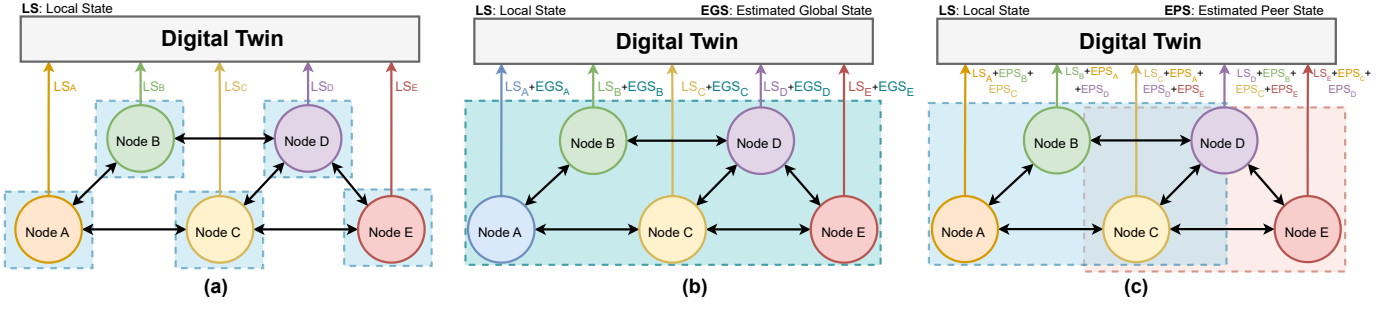 LS: Local State
Digital Twin
LSA
LSB
LSC
LSD
LSE
Node B
Node D
Node A
Node C
Node E
(a)
LS: Local State
EGS: Estimated Global State
Digital Twin
LSA+EGSA
LSB+EGSB
LSC+EGSC
LSD+EGSD
LSE+EGSE
Node B
Node D
Node A
Node C
Node E
(b)
LS: Local State
EPS: Estimated Peer State
Digital Twin
LSA+EPSB+
EPSC
LSB+EPSA
+EPSD
LSC+EPSA+
EPSD+EPSE
LSD+EPSB+
EPSC+EPSE
LSE+EPSC+
EPSD
Node B
Node D
Node A
Node C
Node E
(c)